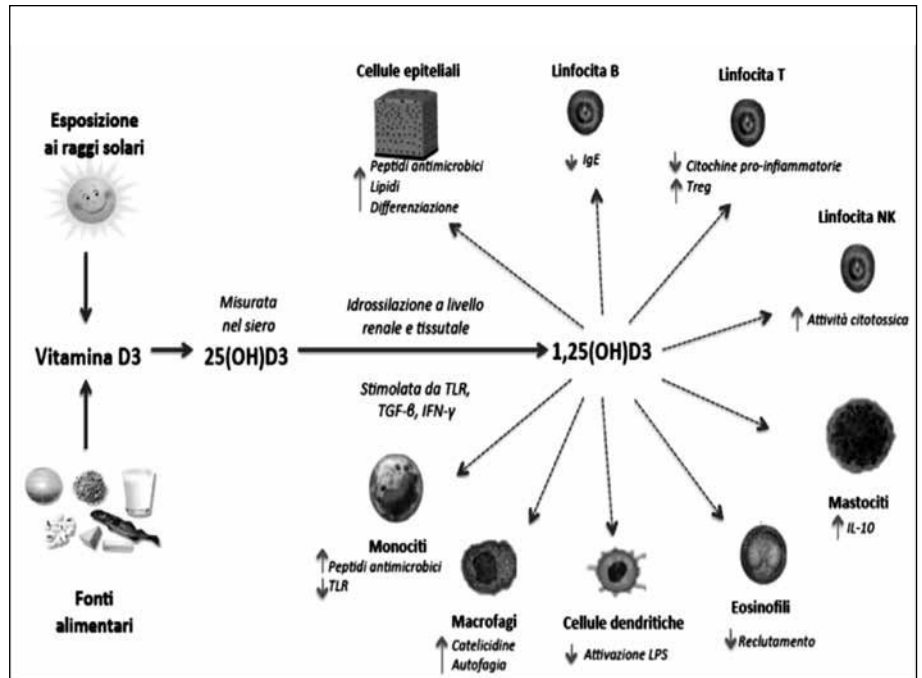 Esposizione
ai raggi solari
Vitamina D3
Fonti
alimentari
Misurata
nel siero
25(OH)D3
Idrossilazione a livello
renale e tissutale
Stimolata da TLR,
TGF-β, IFN-γ
1,25(OH)D3
Cellule epiteliali
↑ Peptidi antimicrobici
Lipidi
Differenziazione
Linfocita B
↓ IgE
Linfocita T
↓ Citochine pro-infiammatorie
↑ Treg
Linfocita NK
↑ Attività citotossica
Mastociti
↑ IL-10
Eosinofili
↓ Reclutamento
Cellule dendritiche
↓ Attivazione LPS
Macrofagi
↑ Catelicidine
Autofagia
Monociti
↑ Peptidi antimicrobici
↓ TLR